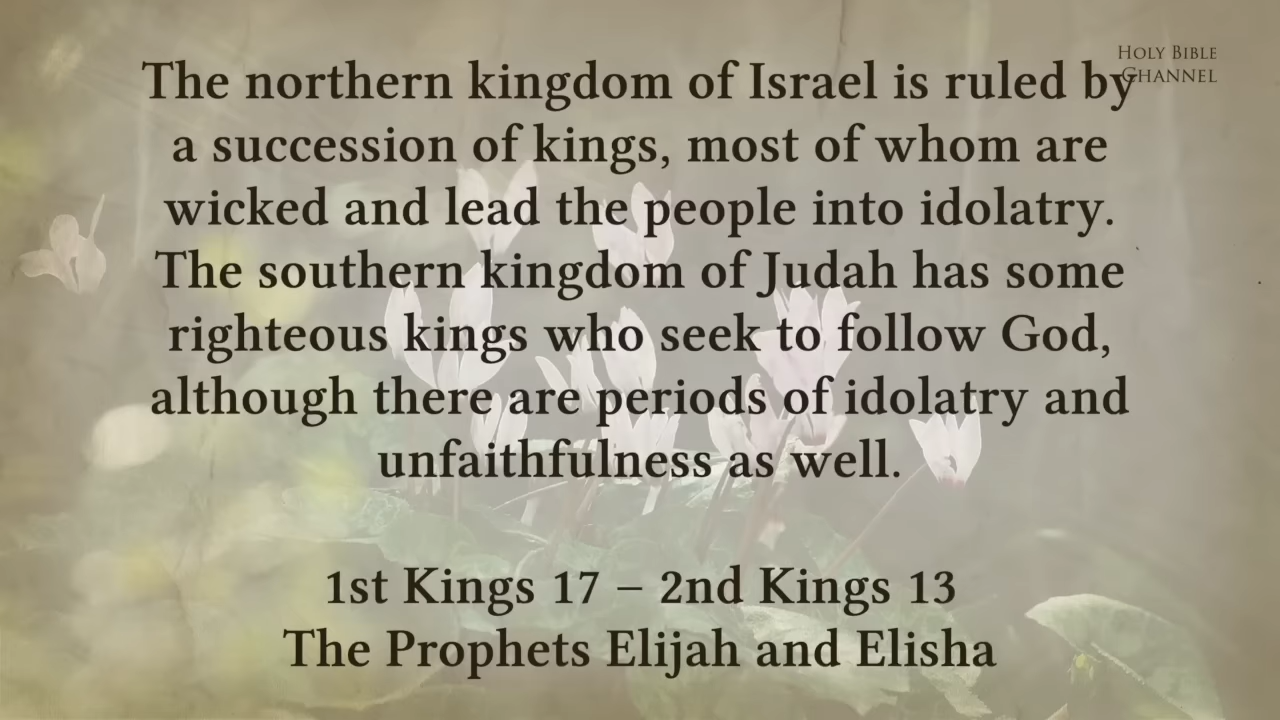 HOLY BIBLE
CHANNEL
The northern kingdom of Israel is ruled by
a succession of kings, most of whom are
wicked and lead the people into idolatry.
The southern kingdom of Judah has some
righteous kings who seek to follow God,
although there are periods of idolatry and
unfaithfulness as well.
1st Kings 17 – 2nd Kings 13
The Prophets Elijah and Elisha